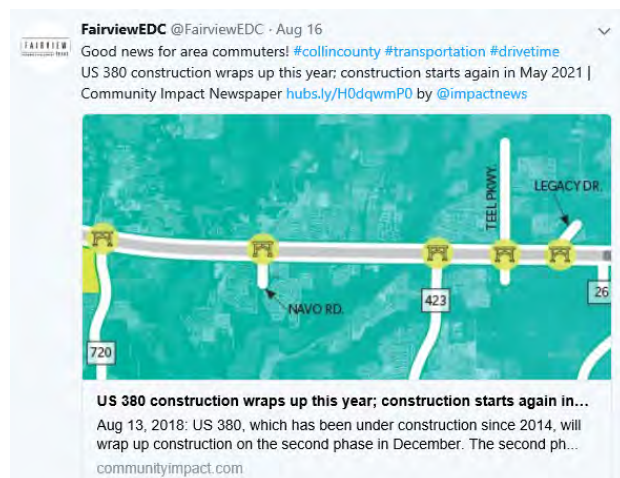 FairviewEDC @FairviewEDC · Aug 16
FAIRVIEW
Good news for area commuters! #collincounty #transportation #drivetime
US 380 construction wraps up this year; construction starts again in May 2021 |
Community Impact Newspaper hubs.ly/H0dqwmP0 by @impactnews
TEEL PKWY.
LEGACY DR.
NAVO RD.
423
26
720
US 380 construction wraps up this year; construction starts again in...
Aug 13, 2018: US 380, which has been under construction since 2014, will
wrap up construction on the second phase in December. The second ph...
communityimpact.com